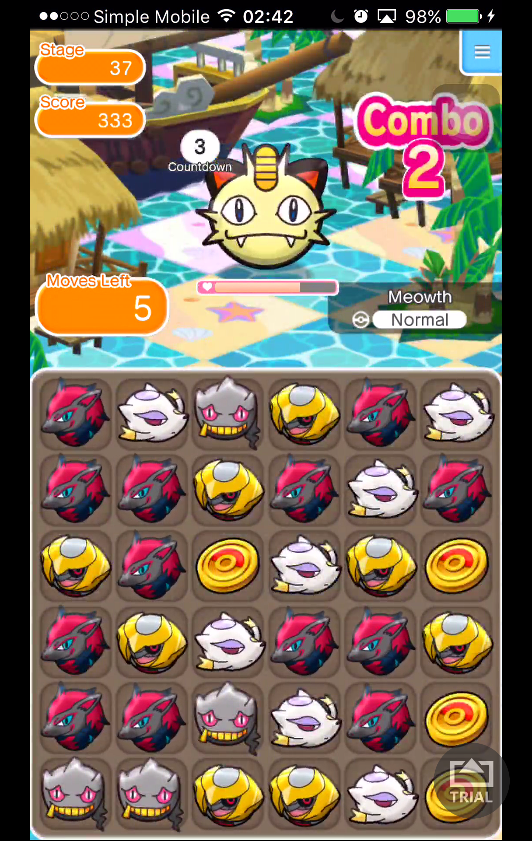 Simple Mobile 02:42 98%
Stage
37
Score
333
Combo
2
3
Countdown
Moves Left
5
Meowth
Normal
TRIAL